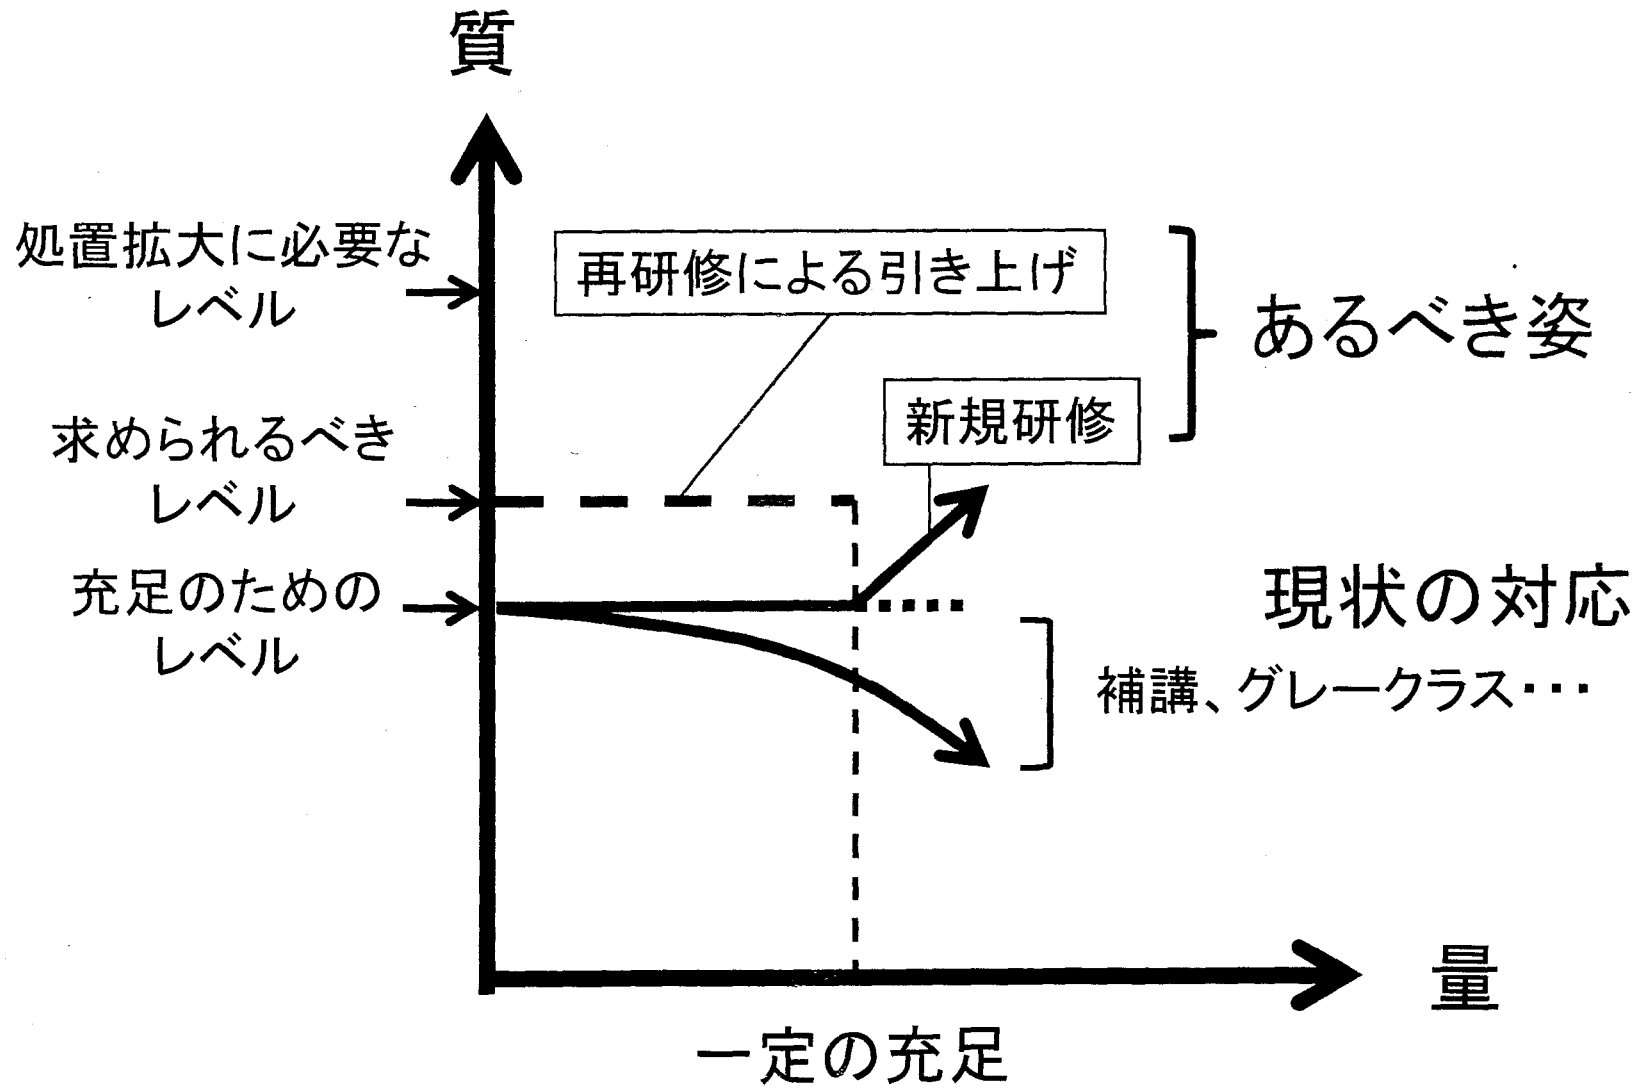 質
処置拡大に必要な
レベル
再研修による引き上げ
あるべき姿
新規研修
求められるべき
レベル
充足のための
レベル
現状の対応
補講、グレークラス・・・
量
一定の充足